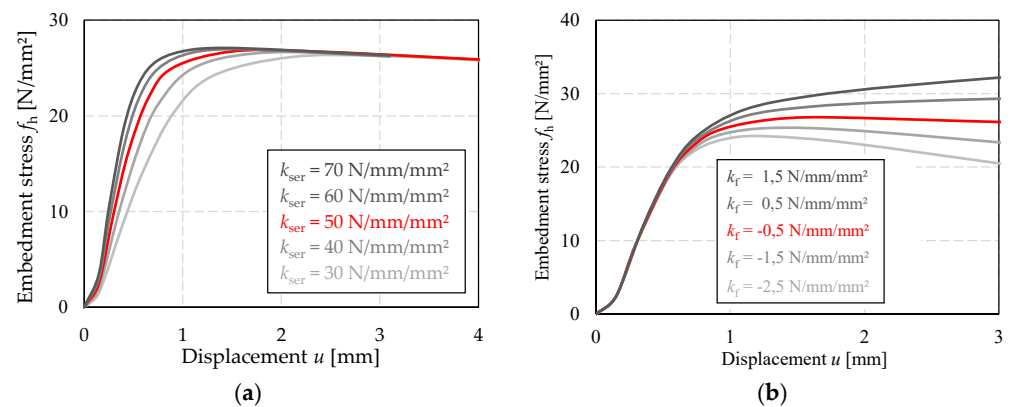 30
20
10
0
0
1
2
3
4
Embedment stress fh [N/mm²]
Displacement u [mm]
kser = 70 N/mm/mm²
kser = 60 N/mm/mm²
kser = 50 N/mm/mm²
kser = 40 N/mm/mm²
kser = 30 N/mm/mm²
(a)
40
30
20
10
0
0
1
2
3
Embedment stress fh [N/mm²]
Displacement u [mm]
kf = 1,5 N/mm/mm²
kf = 0,5 N/mm/mm²
kf = -0,5 N/mm/mm²
kf = -1,5 N/mm/mm²
kf = -2,5 N/mm/mm²
(b)